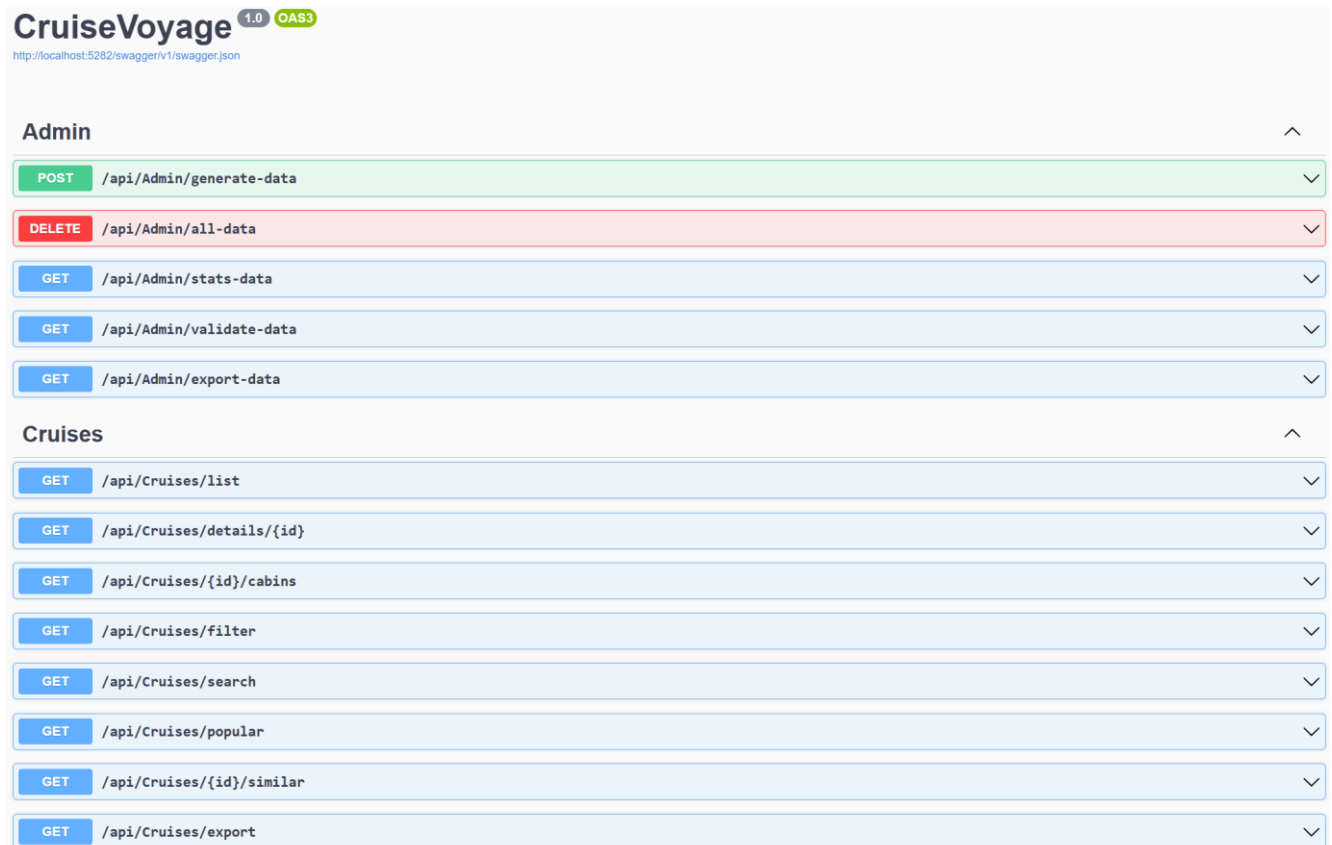 CruiseVoyage 1.0 OAS3
http://localhost:5282/swagger/v1/swagger.json
Admin
POST /api/Admin/generate-data
DELETE /api/Admin/all-data
GET /api/Admin/stats-data
GET /api/Admin/validate-data
GET /api/Admin/export-data
Cruises
GET /api/Cruises/list
GET /api/Cruises/details/{id}
GET /api/Cruises/{id}/cabins
GET /api/Cruises/filter
GET /api/Cruises/search
GET /api/Cruises/popular
GET /api/Cruises/{id}/similar
GET /api/Cruises/export